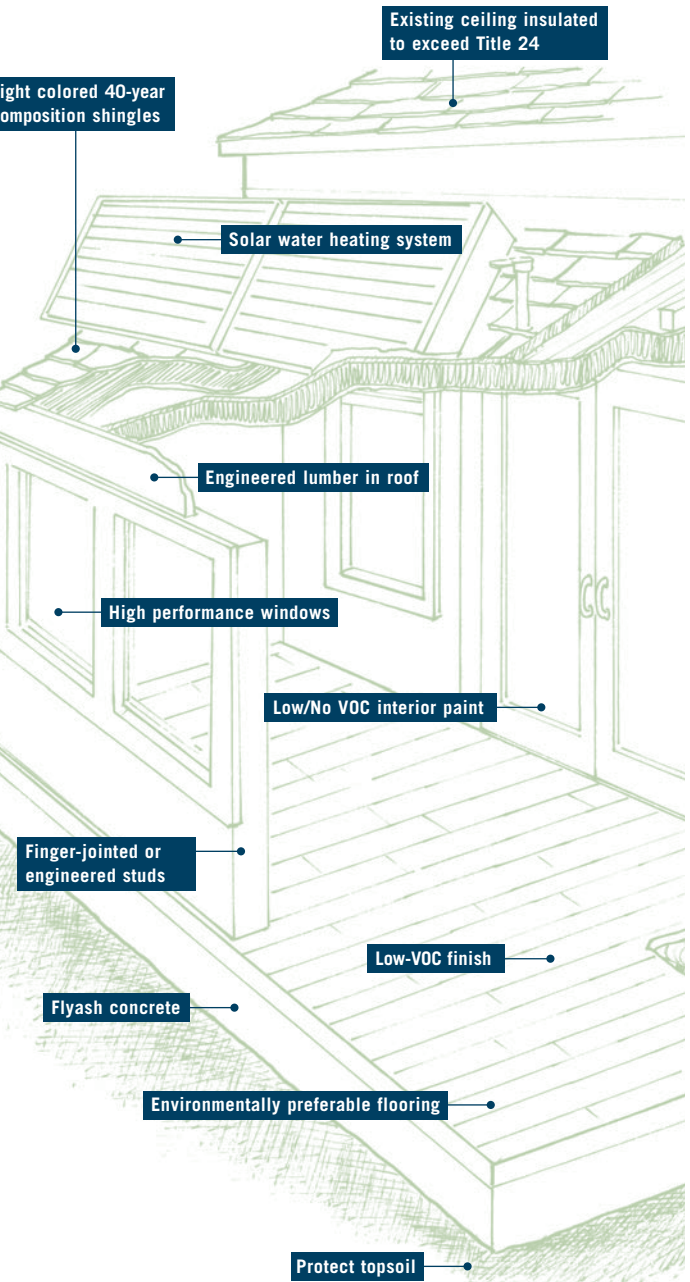 Existing ceiling insulated
to exceed Title 24
ight colored 40-year
omposition shingles
Solar water heating system
Engineered lumber in roof
High performance windows
Low/No VOC interior paint
Finger-jointed or
engineered studs
Low-VOC finish
Flyash concrete
Environmentally preferable flooring
Protect topsoil